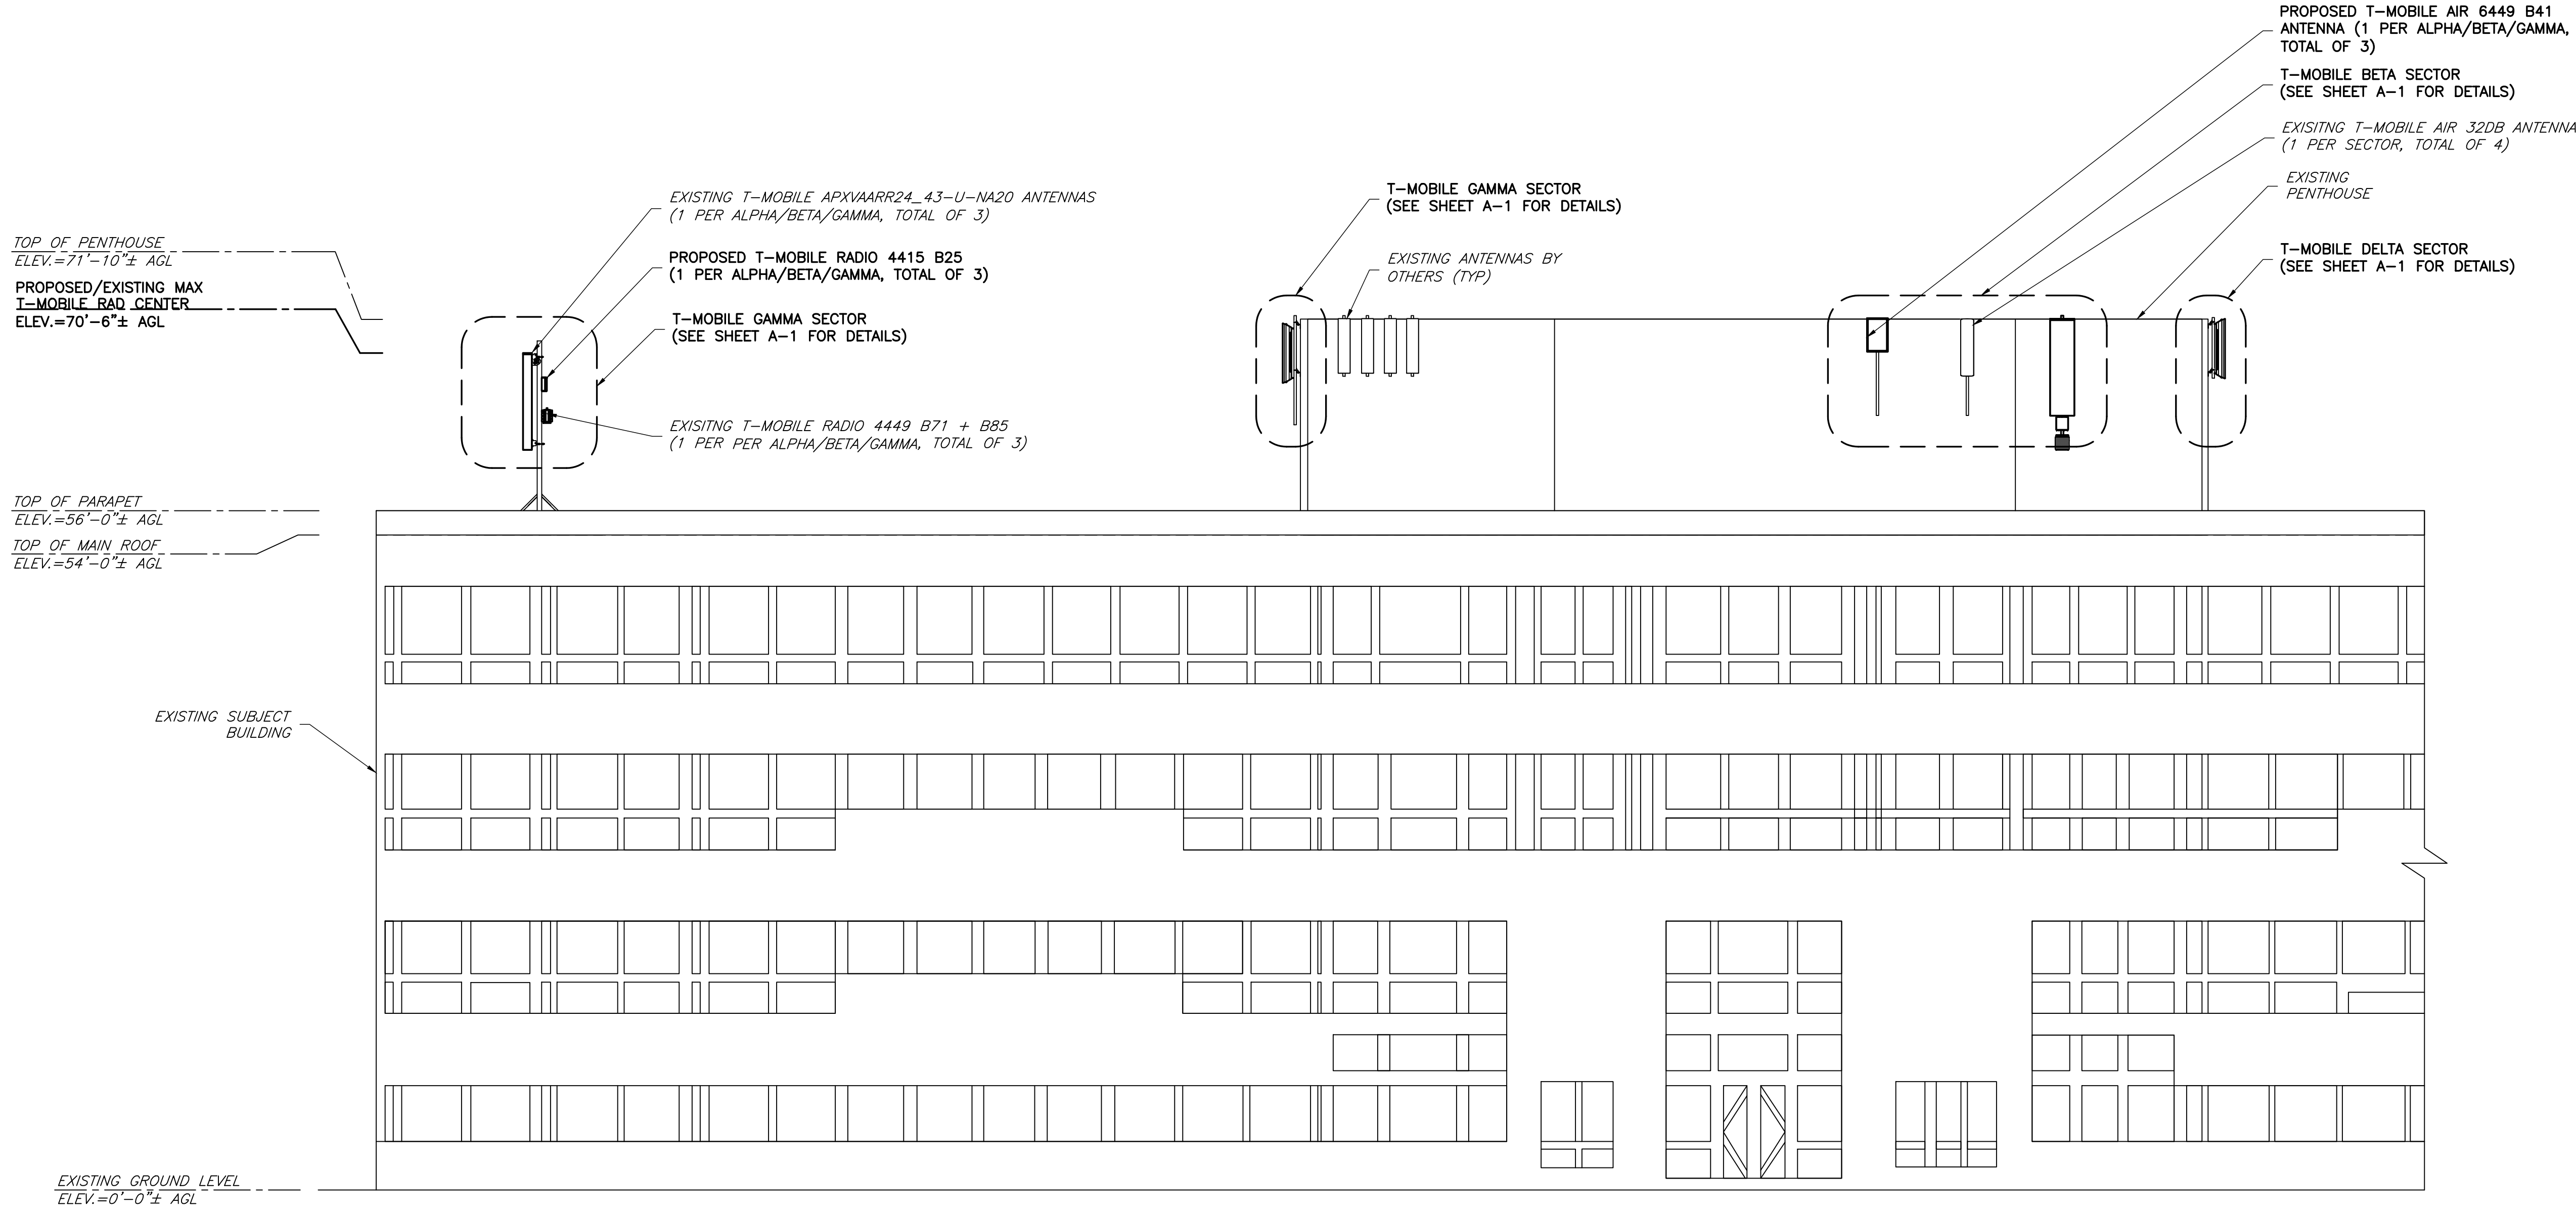 PROPOSED T-MOBILE AIR 6449 B41
ANTENNA (1 PER ALPHA/BETA/GAMMA,
TOTAL OF 3)
T-MOBILE BETA SECTOR
(SEE SHEET A-1 FOR DETAILS)
EXISITNG T-MOBILE AIR 32DB ANTENNA
(1 PER SECTOR, TOTAL OF 4)
EXISTING
PENTHOUSE
T-MOBILE DELTA SECTOR
(SEE SHEET A-1 FOR DETAILS)
T-MOBILE GAMMA SECTOR
(SEE SHEET A-1 FOR DETAILS)
EXISTING ANTENNAS BY
OTHERS (TYP)
EXISTING T-MOBILE APXVAARR24_43-U-NA20 ANTENNAS
(1 PER ALPHA/BETA/GAMMA, TOTAL OF 3)
PROPOSED T-MOBILE RADIO 4415 B25
(1 PER ALPHA/BETA/GAMMA, TOTAL OF 3)
T-MOBILE GAMMA SECTOR
(SEE SHEET A-1 FOR DETAILS)
EXISITNG T-MOBILE RADIO 4449 B71 + B85
(1 PER PER ALPHA/BETA/GAMMA, TOTAL OF 3)
TOP OF PENTHOUSE
ELEV.=71'-10"± AGL
PROPOSED/EXISTING MAX
T-MOBILE RAD CENTER
ELEV.=70'-6"± AGL
TOP OF PARAPET
ELEV.=56'-0"± AGL
TOP OF MAIN ROOF
ELEV.=54'-0"± AGL
EXISTING SUBJECT
BUILDING
EXISTING GROUND LEVEL
ELEV.=0'-0"± AGL